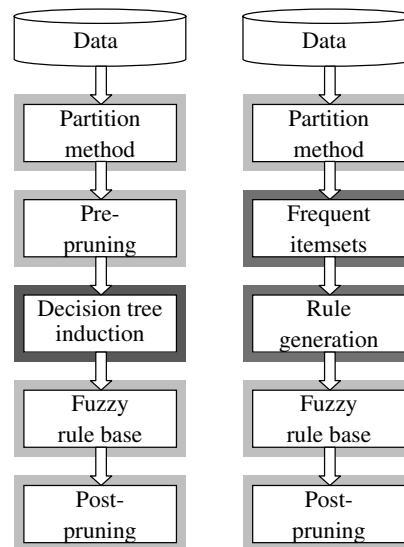 Data
Partition
method
Pre-
pruning
Decision tree
induction
Fuzzy
rule base
Post-
pruning
Data
Partition
method
Frequent
itemsets
Rule
generation
Fuzzy
rule base
Post-
pruning